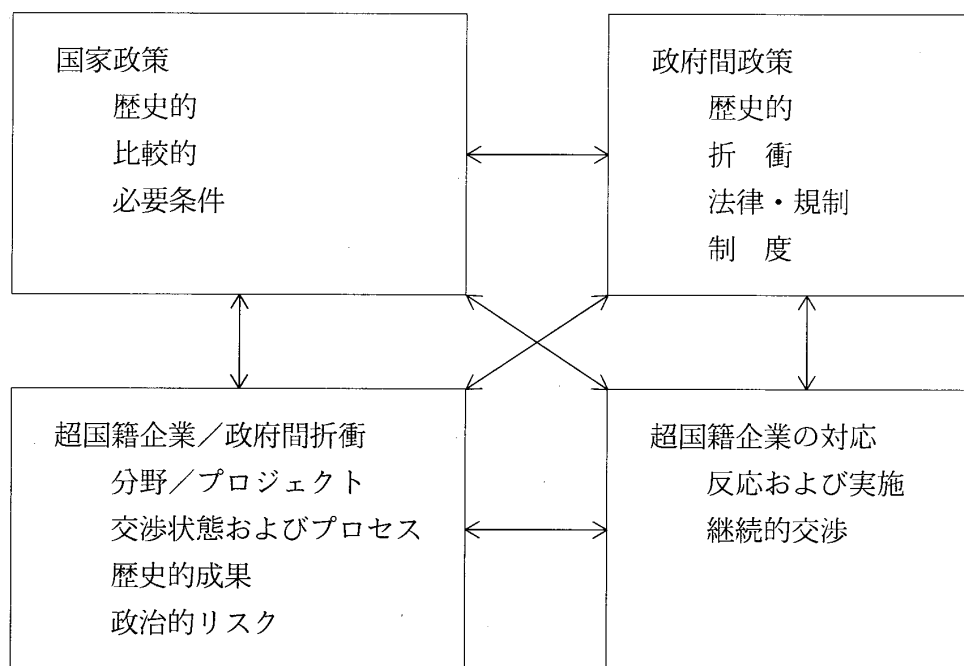 国家政策
歴史的
比較的
必要条件
政府間政策
歴史的
折　衝
法律・規制
制　度
超国籍企業／政府間折衝
分野／プロジェクト
交渉状態およびプロセス
歴史的成果
政治的リスク
超国籍企業の対応
反応および実施
継続的交渉